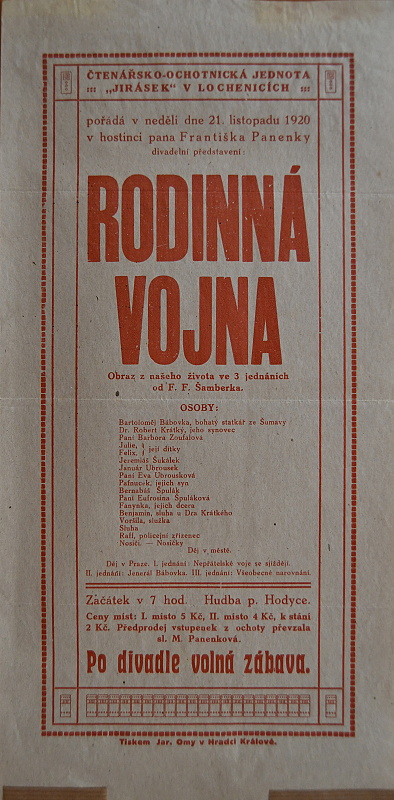 ČTENÁŘSKO-OCHOTNICKÁ JEDNOTA
::: „JIRÁSEK" V LOCHENICÍCH :::
pořádá v neděli dne 21. listopadu 1920
v hostinci pana Františka Panenky
divadelní představení:
RODINNÁ
VOJNA
Obraz z našeho života ve 3 jednáních
od F. F. Šamberka.
OSOBY:
Bartoloměj Bábovka, bohatý statkář ze Šumavy
Dr. Robert Krátký, jeho synovec
Paní Barbora Zoufalova
Julie, } její dítky
Felix, }
Jeremiáš Šukálek
Január Ubrousek
Paní Eva Ubrousková
Pafnucek, jejich syn
Bernabáš Špulák
Paní Eufrosina Špuláková
Fanynka, jejich dcera
Benjamin, sluha u Dra Krátkého
Voršila, služka
Sluha
Rafl, policejní zřízenec
Nosiči. — Nosičky
Děj v městě.
Děj v Praze. I. jednání: Nepřátelské voje se sjíždějí.
II. jednání: Jenerál Bábovka. III. jednání: Všeobecné narovnání.
Začátek v 7 hod. Hudba p. Hodyce.
Ceny míst: I. místo 5 Kč, II. místo 4 Kč, k stání
2 Kč. Předprodej vstupenek z ochoty převzala
sl. M. Panenková.
Po divadle volná zábava.
Tiskem Jar. Omy v Hradci Králové.